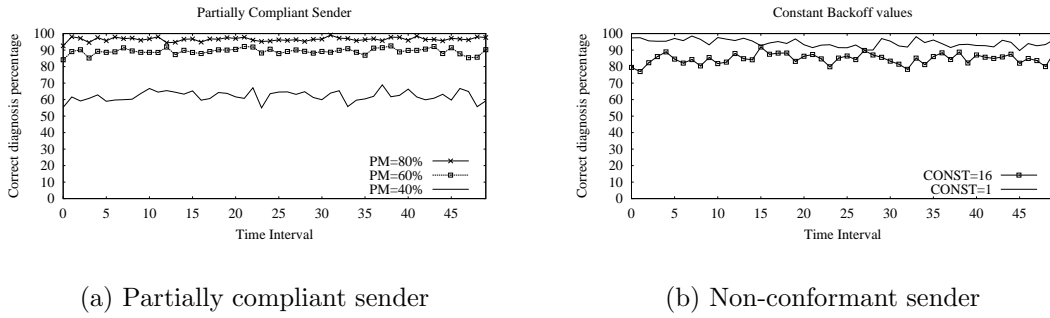 Partially Compliant Sender
Correct diagnosis percentage
100
90
80
70
60
50
40
30
20
10
0
PM=80%
PM=60%
PM=40%
0 5 10 15 20 25 30 35 40 45
Time Interval
(a) Partially compliant sender
Constant Backoff values
Correct diagnosis percentage
100
90
80
70
60
50
40
30
20
10
0
CONST=16
CONST=1
0 5 10 15 20 25 30 35 40 45
Time Interval
(b) Non-conformant sender